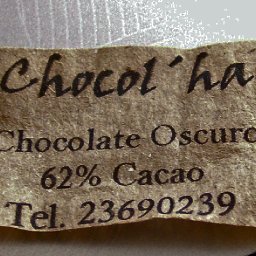 Chocol´ha
Chocolate Oscuro
62% Cacao
Tel. 23690239